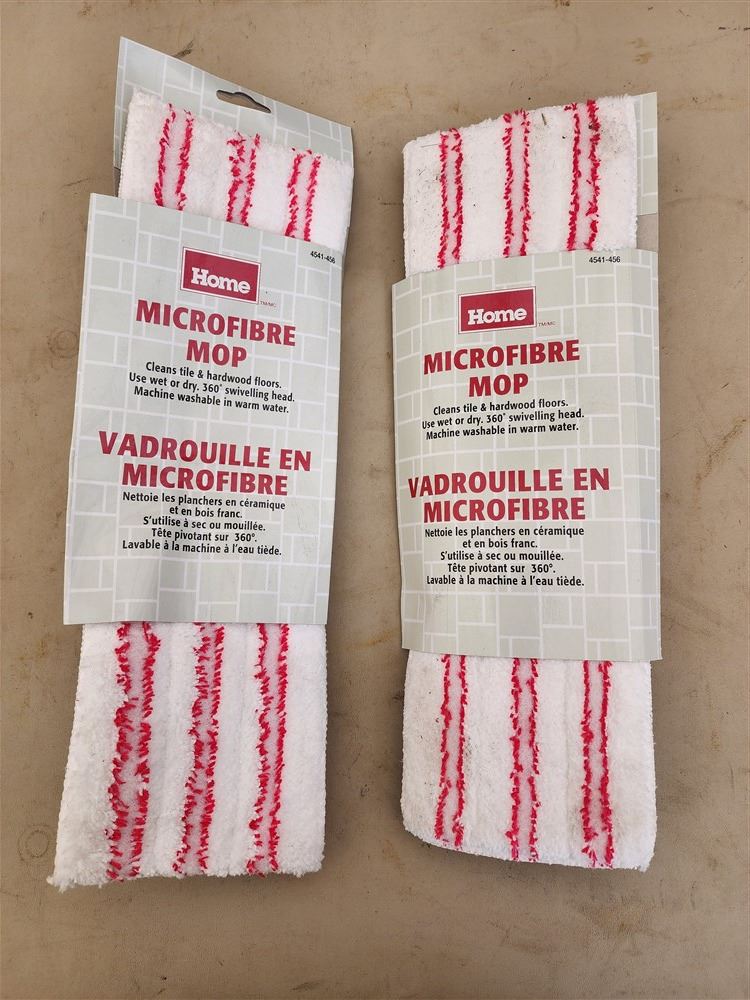 4541-456
Home
TM/MC
MICROFIBRE
MOP
Cleans tile & hardwood floors.
Use wet or dry. 360° swivelling head.
Machine washable in warm water.
VADROUILLE EN
MICROFIBRE
Nettoie les planchers en céramique
et en bois franc.
S'utilise à sec ou mouillée.
Tête pivotant sur 360°.
Lavable à la machine à l'eau tiède.
4541-456
Home
TM/MC
MICROFIBRE
MOP
Cleans tile & hardwood floors.
Use wet or dry. 360° swivelling head.
Machine washable in warm water.
VADROUILLE EN
MICROFIBRE
Nettoie les planchers en céramique
et en bois franc.
S'utilise à sec ou mouillée.
Tête pivotant sur 360°.
Lavable à la machine à l'eau tiède.